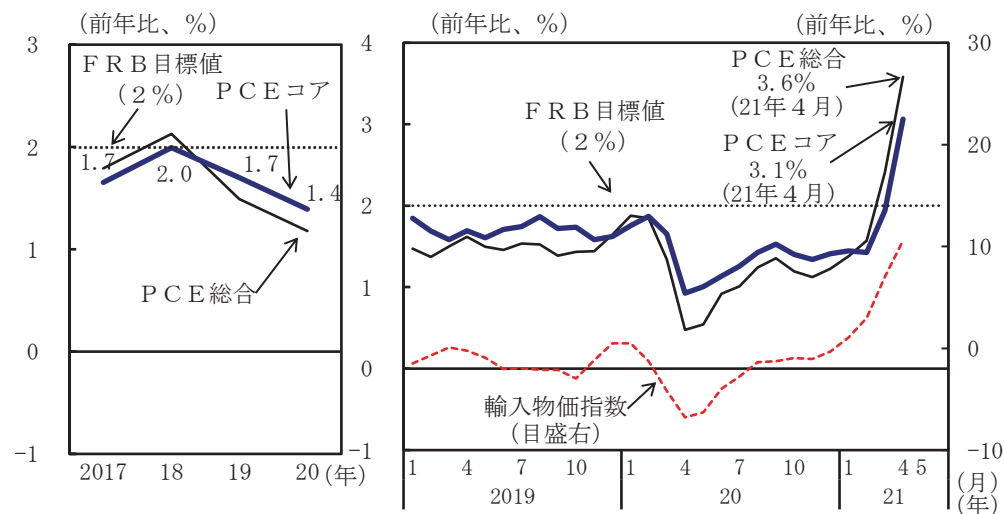 (前年比、％)
3
2
1
0
-1
ＦＲＢ目標値
(２％)
ＰＣＥコア
1.7
2.0
1.7
1.4
ＰＣＥ総合
2017
18
19
20
(年)
(前年比、％)
4
3
2
1
0
-1
(前年比、％)
30
20
10
0
-10
ＦＲＢ目標値
(２％)
ＰＣＥ総合
3.6%
(21年４月)
ＰＣＥコア
3.1%
(21年４月)
輸入物価指数
(目盛右)
1
4
7
10
1
4
7
10
1
4
5
(月)
2019
20
21
(年)